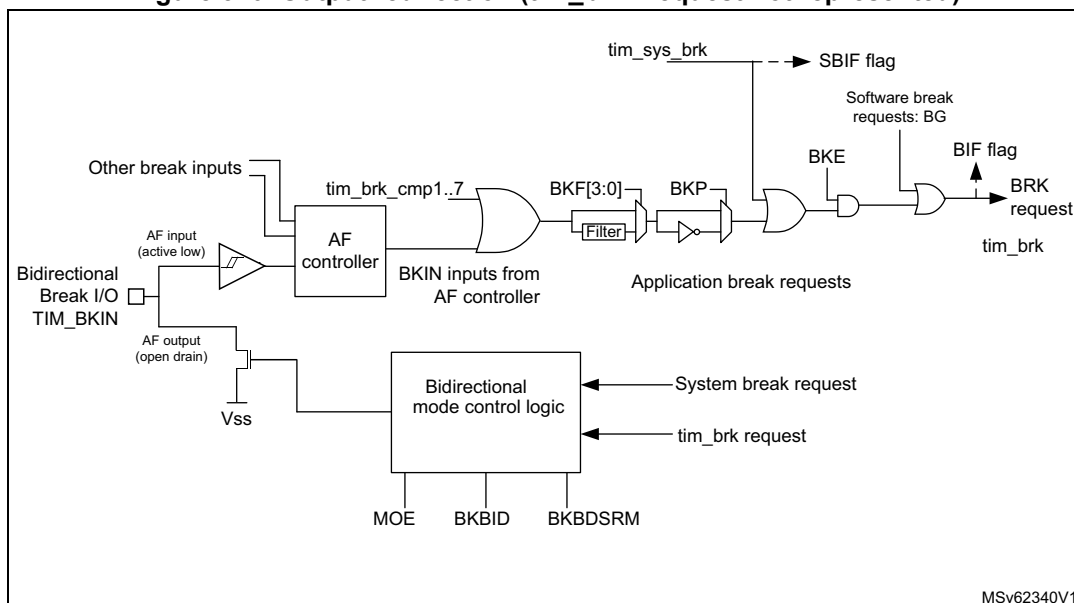 tim_sys_brk
SBIF flag
Software break
requests: BG
BIF flag
BKE
Other break inputs
tim_brk_cmp1..7
BKF[3:0]
BKP
BRK
request
Filter
AF input
(active low)
AF
controller
tim_brk
BKIN inputs from
AF controller
Application break requests
Bidirectional
Break I/O
TIM_BKIN
AF output
(open drain)
Bidirectional
mode control logic
System break request
tim_brk request
Vss
MOE
BKBID
BKBDSRM
MSv62340V1